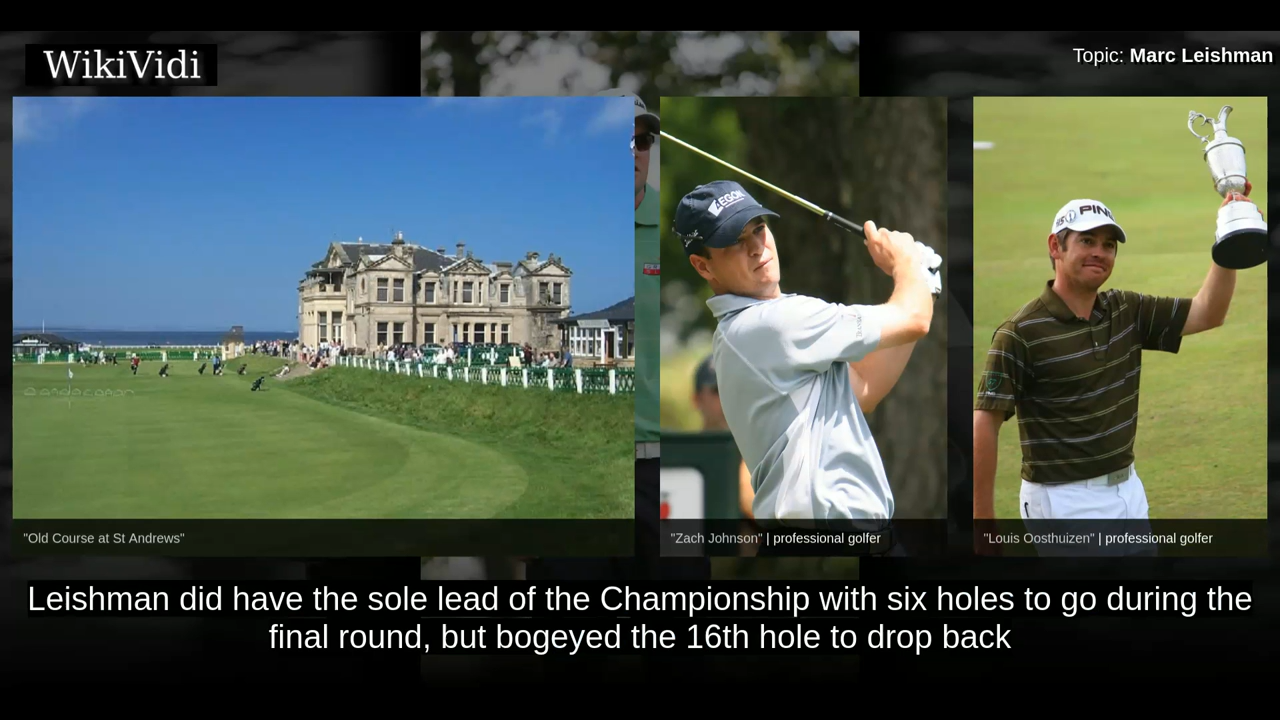 WikiVidi
Topic: Marc Leishman
AEGON
PING
"Old Course at St Andrews"
"Zach Johnson" | professional golfer
"Louis Oosthuizen" | professional golfer
Leishman did have the sole lead of the Championship with six holes to go during the
final round, but bogeyed the 16th hole to drop back